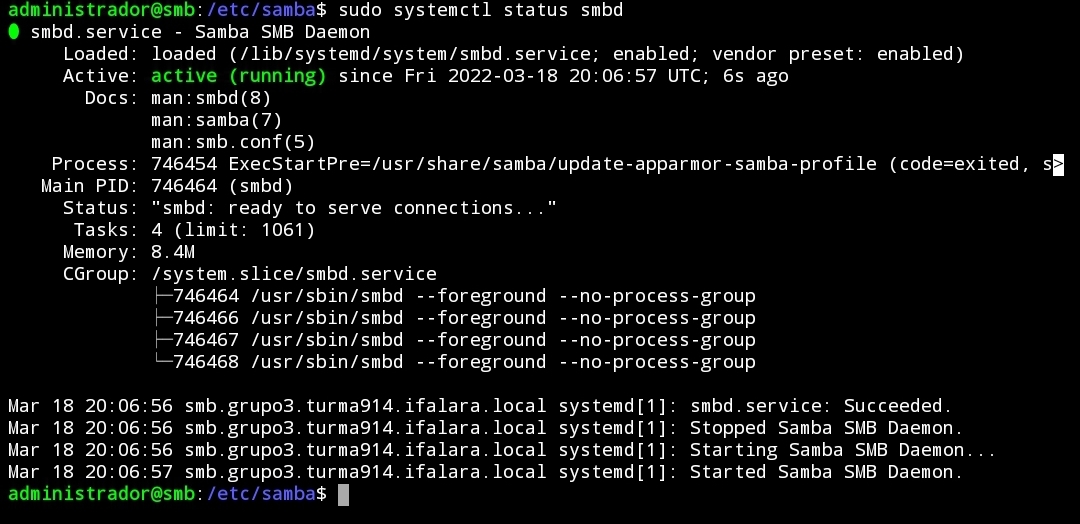 administrador@smb:/etc/samba$ sudo systemctl status smbd
● smbd.service - Samba SMB Daemon
     Loaded: loaded (/lib/systemd/system/smbd.service; enabled; vendor preset: enabled)
     Active: active (running) since Fri 2022-03-18 20:06:57 UTC; 6s ago
       Docs: man:smbd(8)
             man:samba(7)
             man:smb.conf(5)
    Process: 746454 ExecStartPre=/usr/share/samba/update-apparmor-samba-profile (code=exited, s>
   Main PID: 746464 (smbd)
     Status: "smbd: ready to serve connections..."
      Tasks: 4 (limit: 1061)
     Memory: 8.4M
     CGroup: /system.slice/smbd.service
             ├─746464 /usr/sbin/smbd --foreground --no-process-group
             ├─746466 /usr/sbin/smbd --foreground --no-process-group
             ├─746467 /usr/sbin/smbd --foreground --no-process-group
             └─746468 /usr/sbin/smbd --foreground --no-process-group

Mar 18 20:06:56 smb.grupo3.turma914.ifalara.local systemd[1]: smbd.service: Succeeded.
Mar 18 20:06:56 smb.grupo3.turma914.ifalara.local systemd[1]: Stopped Samba SMB Daemon.
Mar 18 20:06:56 smb.grupo3.turma914.ifalara.local systemd[1]: Starting Samba SMB Daemon...
Mar 18 20:06:57 smb.grupo3.turma914.ifalara.local systemd[1]: Started Samba SMB Daemon.
administrador@smb:/etc/samba$